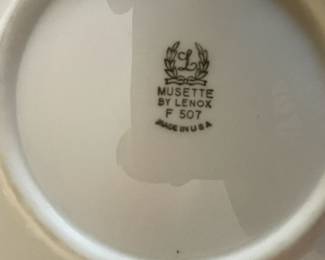 L
MUSETTE
BY LENOX
F 507
MADE IN U.S.A.